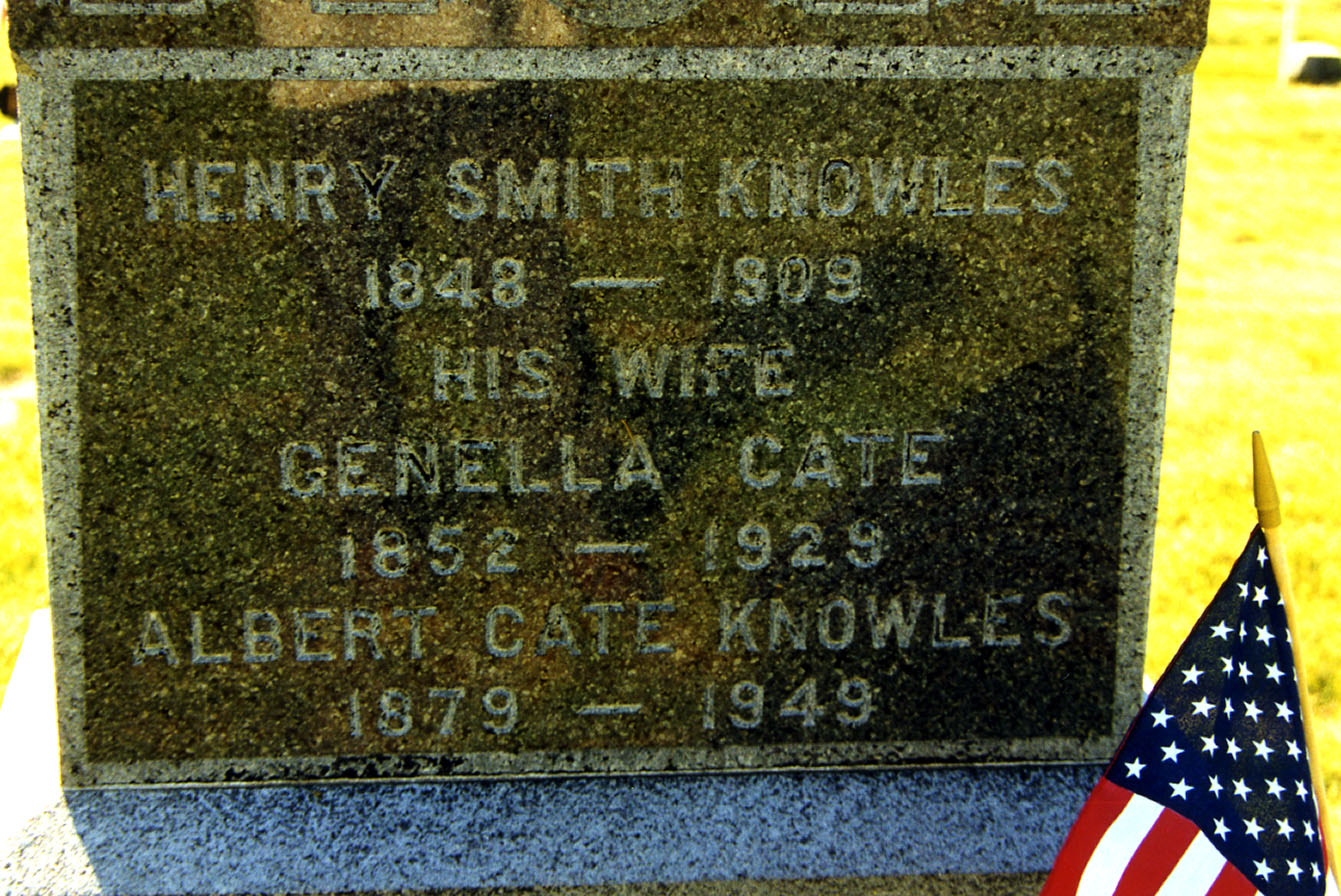 HENRY SMITH KNOWLES
1848 — 1909
HIS WIFE
GENELLA CATE
1852 — 1929
ALBERT CATE KNOWLES
1879 — 1949